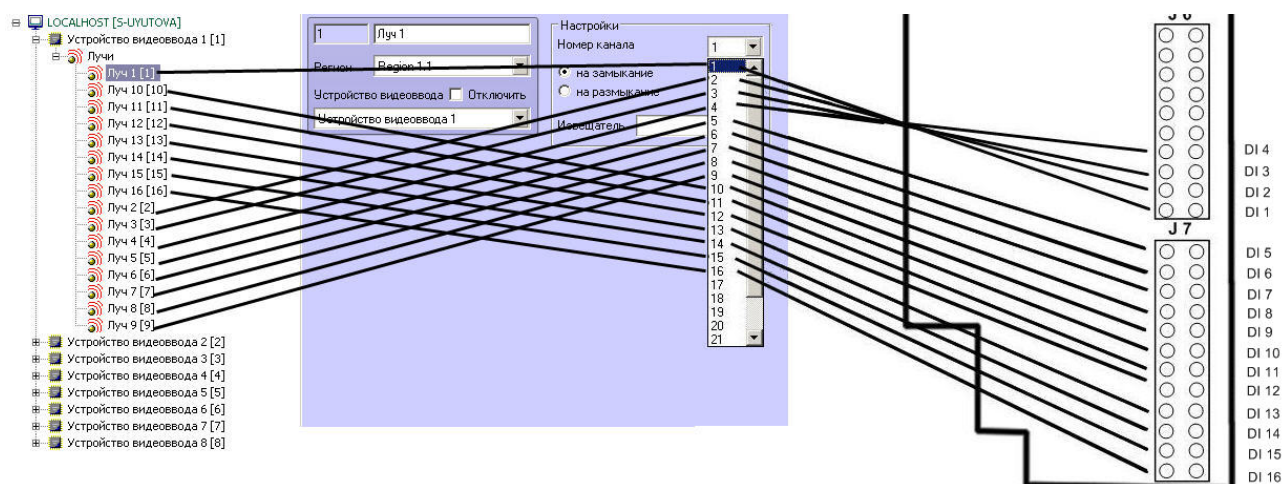 LOCALHOST [S-UYUTOVA]
Устройство видеоввода 1 [1]
Лучи
Луч 1 [1]
Луч 10 [10]
Луч 11 [11]
Луч 12 [12]
Луч 13 [13]
Луч 14 [14]
Луч 15 [15]
Луч 16 [16]
Луч 2 [2]
Луч 3 [3]
Луч 4 [4]
Луч 5 [5]
Луч 6 [6]
Луч 7 [7]
Луч 8 [8]
Луч 9 [9]
Устройство видеоввода 2 [2]
Устройство видеоввода 3 [3]
Устройство видеоввода 4 [4]
Устройство видеоввода 5 [5]
Устройство видеоввода 6 [6]
Устройство видеоввода 7 [7]
Устройство видеоввода 8 [8]
1
Луч 1
Регион
Region 1.1
Устройство видеоввода
Отключить
Устройство видеоввода 1
Настройки
Номер канала
1
на замыкание
на размыкание
Извещатель
1
2
3
4
5
6
7
8
9
10
11
12
13
14
15
16
17
18
19
20
21
J 6
DI 4
DI 3
DI 2
DI 1
J 7
DI 5
DI 6
DI 7
DI 8
DI 9
DI 10
DI 11
DI 12
DI 13
DI 14
DI 15
DI 16